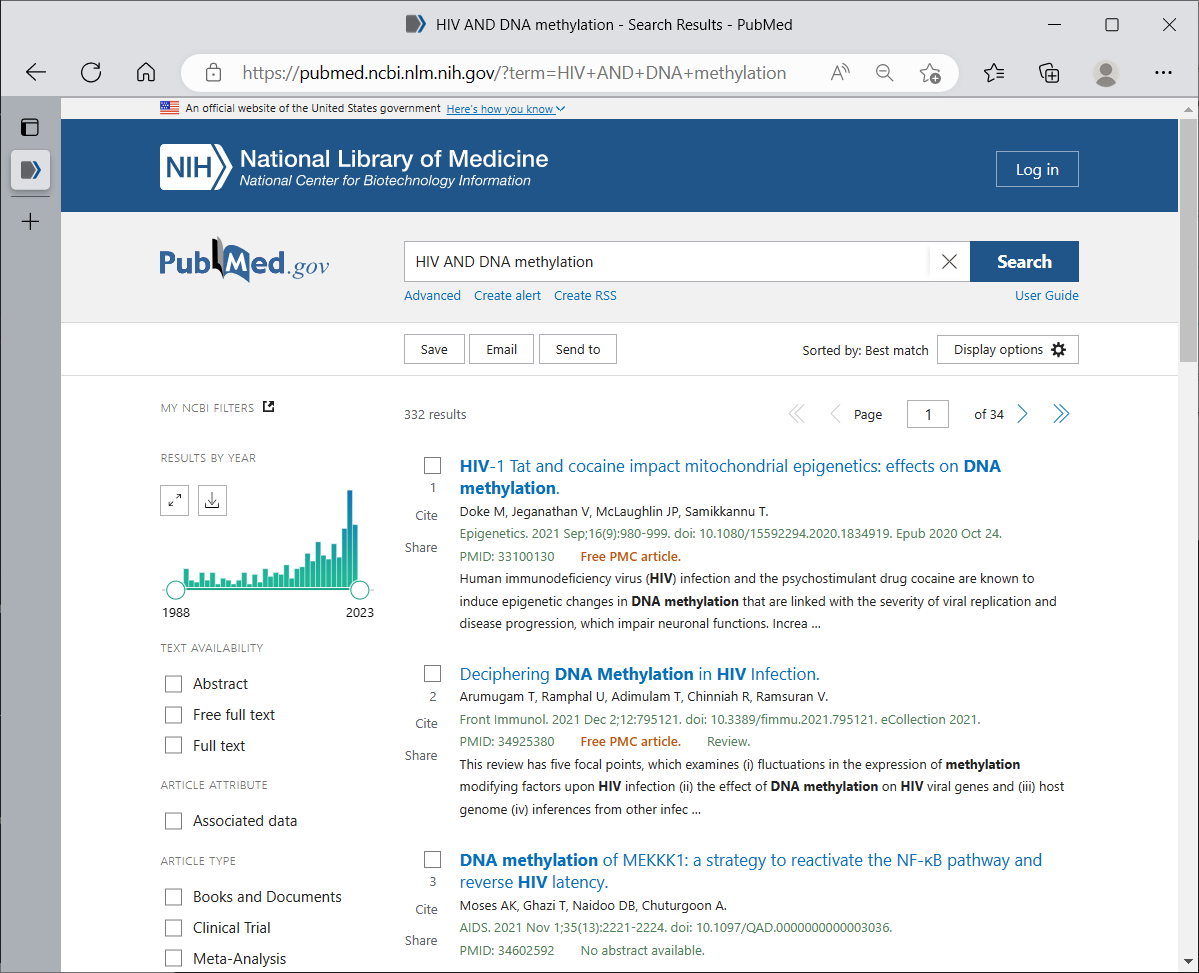 HIV AND DNA methylation - Search Results - PubMed
https://pubmed.ncbi.nlm.nih.gov/?term=HIV+AND+DNA+methylation
An official website of the United States government Here's how you know
NIH National Library of Medicine
National Center for Biotechnology Information
Log in
PubMed.gov
HIV AND DNA methylation
Search
Advanced Create alert Create RSS User Guide
Save Email Send to Sorted by: Best match Display options
MY NCBI FILTERS
332 results Page 1 of 34
RESULTS BY YEAR
1988 2023
TEXT AVAILABILITY
Abstract
Free full text
Full text
ARTICLE ATTRIBUTE
Associated data
ARTICLE TYPE
Books and Documents
Clinical Trial
Meta-Analysis
HIV-1 Tat and cocaine impact mitochondrial epigenetics: effects on DNA
methylation.
1
Cite
Share
Doke M, Jeganathan V, McLaughlin JP, Samikkannu T.
Epigenetics. 2021 Sep;16(9):980-999. doi: 10.1080/15592294.2020.1834919. Epub 2020 Oct 24.
PMID: 33100130 Free PMC article.
Human immunodeficiency virus (HIV) infection and the psychostimulant drug cocaine are known to
induce epigenetic changes in DNA methylation that are linked with the severity of viral replication and
disease progression, which impair neuronal functions. Increa ...
Deciphering DNA Methylation in HIV Infection.
2
Cite
Share
Arumugam T, Ramphal U, Adimulam T, Chinniah R, Ramsuran V.
Front Immunol. 2021 Dec 2;12:795121. doi: 10.3389/fimmu.2021.795121. eCollection 2021.
PMID: 34925380 Free PMC article. Review.
This review has five focal points, which examines (i) fluctuations in the expression of methylation
modifying factors upon HIV infection (ii) the effect of DNA methylation on HIV viral genes and (iii) host
genome (iv) inferences from other infec ...
DNA methylation of MEKKK1: a strategy to reactivate the NF-κB pathway and
reverse HIV latency.
3
Cite
Share
Moses AK, Ghazi T, Naidoo DB, Chuturgoon A.
AIDS. 2021 Nov 1;35(13):2221-2224. doi: 10.1097/QAD.0000000000003036.
PMID: 34602592 No abstract available.